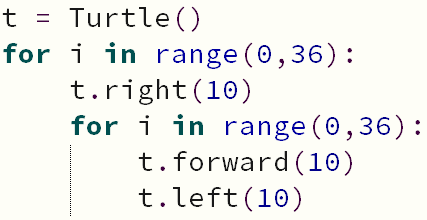 t = Turtle()
for i in range(0,36):
    t.right(10)
    for i in range(0,36):
        t.forward(10)
        t.left(10)